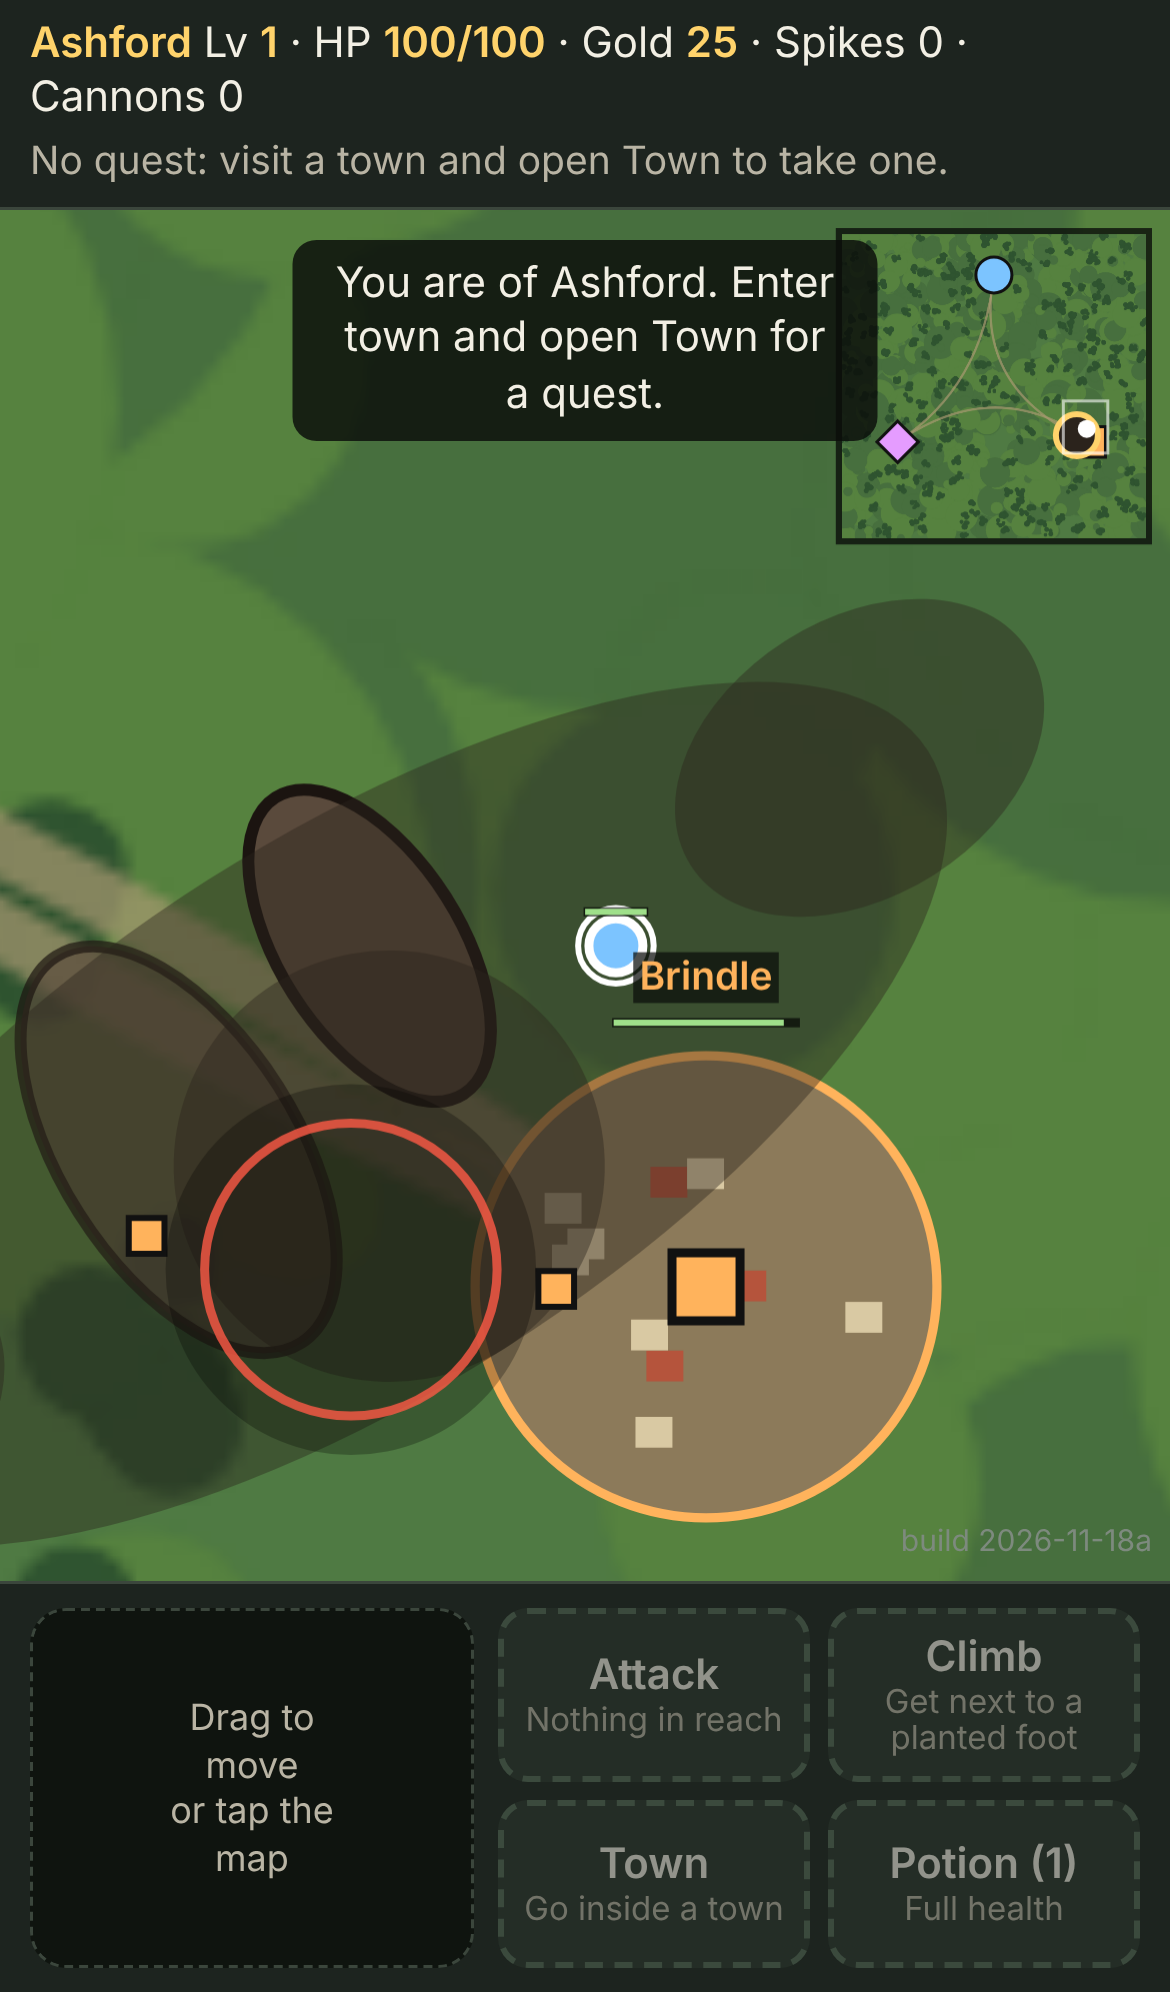 Ashford Lv 1 · HP 100/100 · Gold 25 · Spikes 0 ·
Cannons 0
No quest: visit a town and open Town to take one.
You are of Ashford. Enter
town and open Town for
a quest.
Brindle
build 2026-11-18a
Drag to
move
or tap the
map
Attack
Nothing in reach
Climb
Get next to a
planted foot
Town
Go inside a town
Potion (1)
Full health